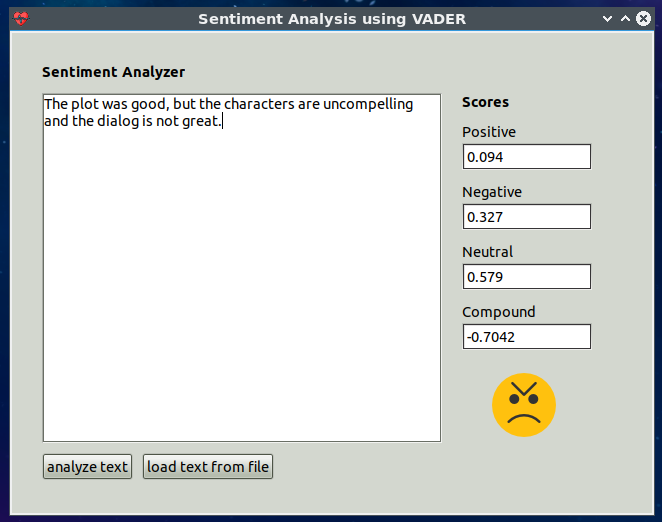 Sentiment Analysis using VADER
Sentiment Analyzer
The plot was good, but the characters are uncompelling
and the dialog is not great.
Scores
Positive
0.094
Negative
0.327
Neutral
0.579
Compound
-0.7042
analyze text
load text from file